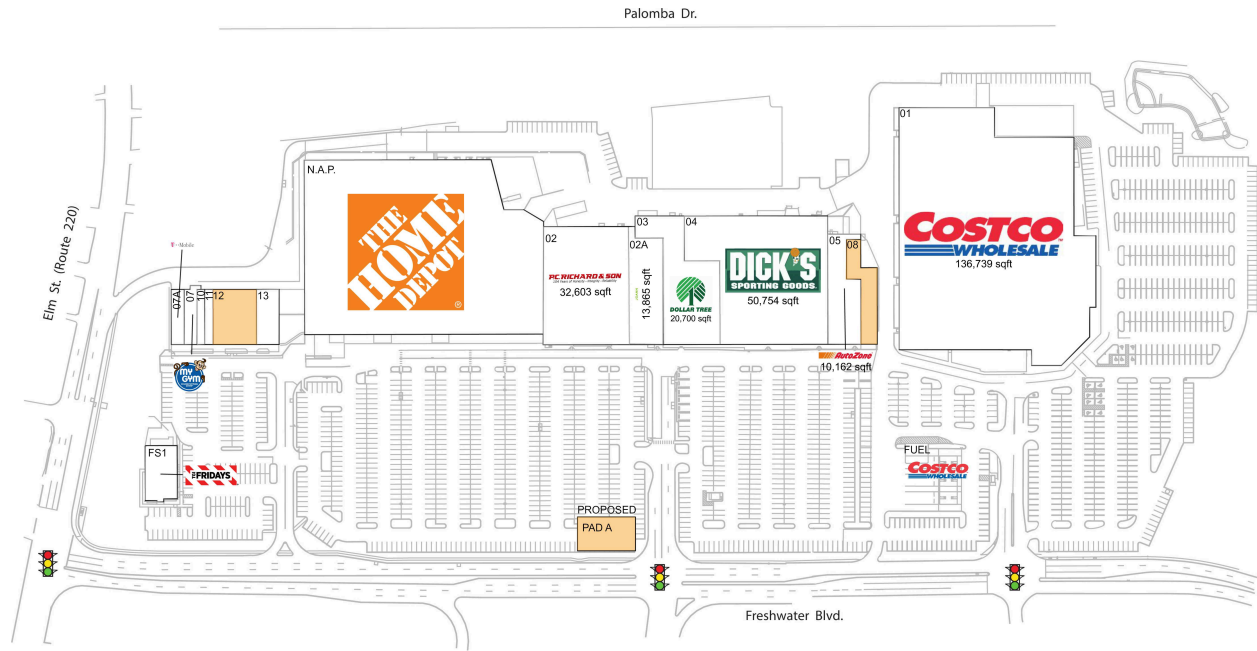 Palomba Dr.
Elm St. (Route 220)
N.A.P.
THE
HOME
DEPOT
01
COSTCO
WHOLESALE
136,739 sqft
02
P.C. RICHARD & SON
32,603 sqft
02A
13,865 sqft
03
DOLLAR TREE
20,700 sqft
04
DICK'S
SPORTING GOODS
50,754 sqft
05
08
AutoZone
10,162 sqft
T-Mobile
07A
07
10
11
12
13
MY
GYM
FS1
FRIDAYS
FUEL
COSTCO
WHOLESALE
PROPOSED
PAD A
Freshwater Blvd.